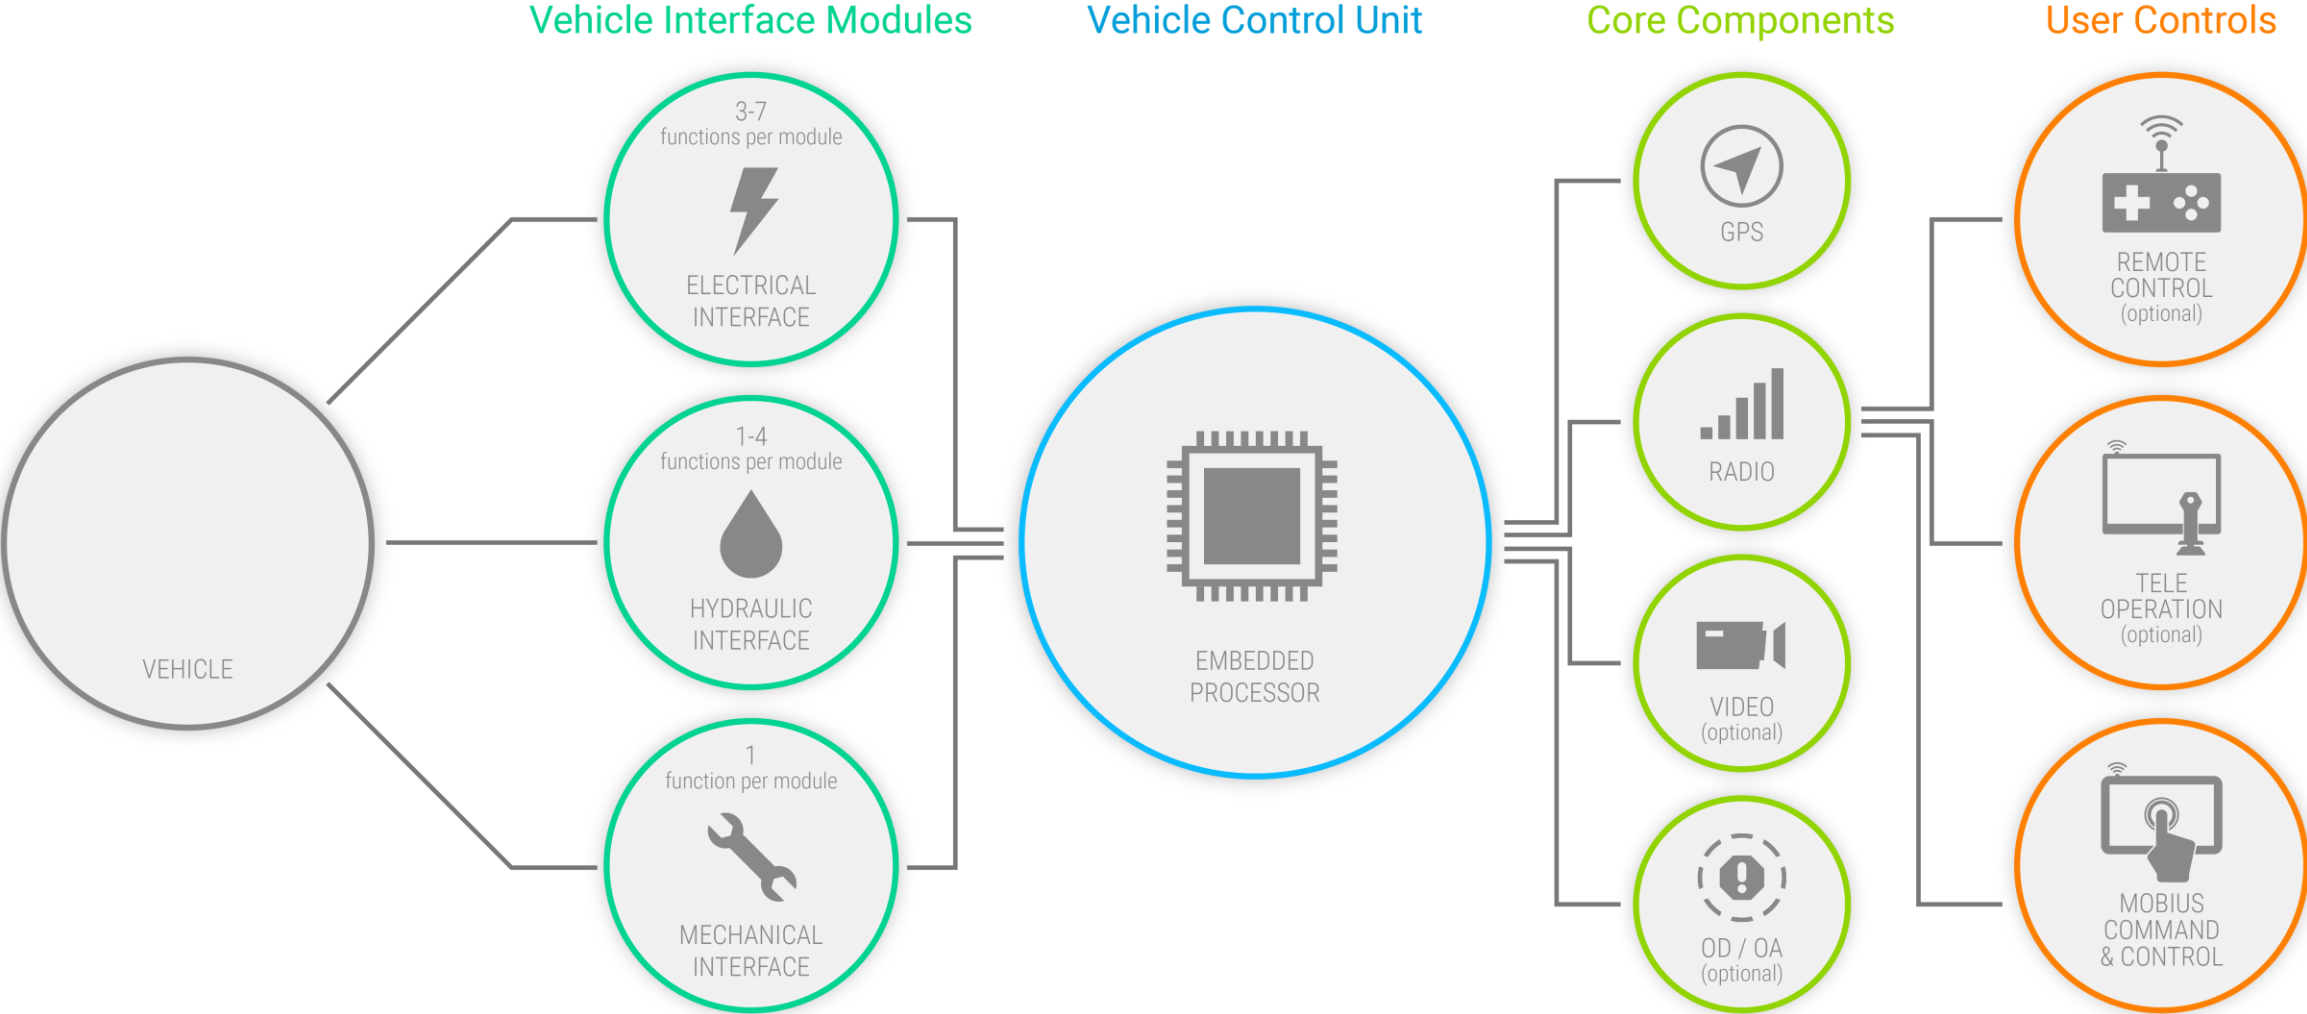 Vehicle Interface Modules
Vehicle Control Unit
Core Components
User Controls
VEHICLE
3-7
functions per module
ELECTRICAL
INTERFACE
1-4
functions per module
HYDRAULIC
INTERFACE
1
function per module
MECHANICAL
INTERFACE
EMBEDDED
PROCESSOR
GPS
RADIO
VIDEO
(optional)
OD / OA
(optional)
REMOTE
CONTROL
(optional)
TELE
OPERATION
(optional)
MOBIUS
COMMAND
& CONTROL